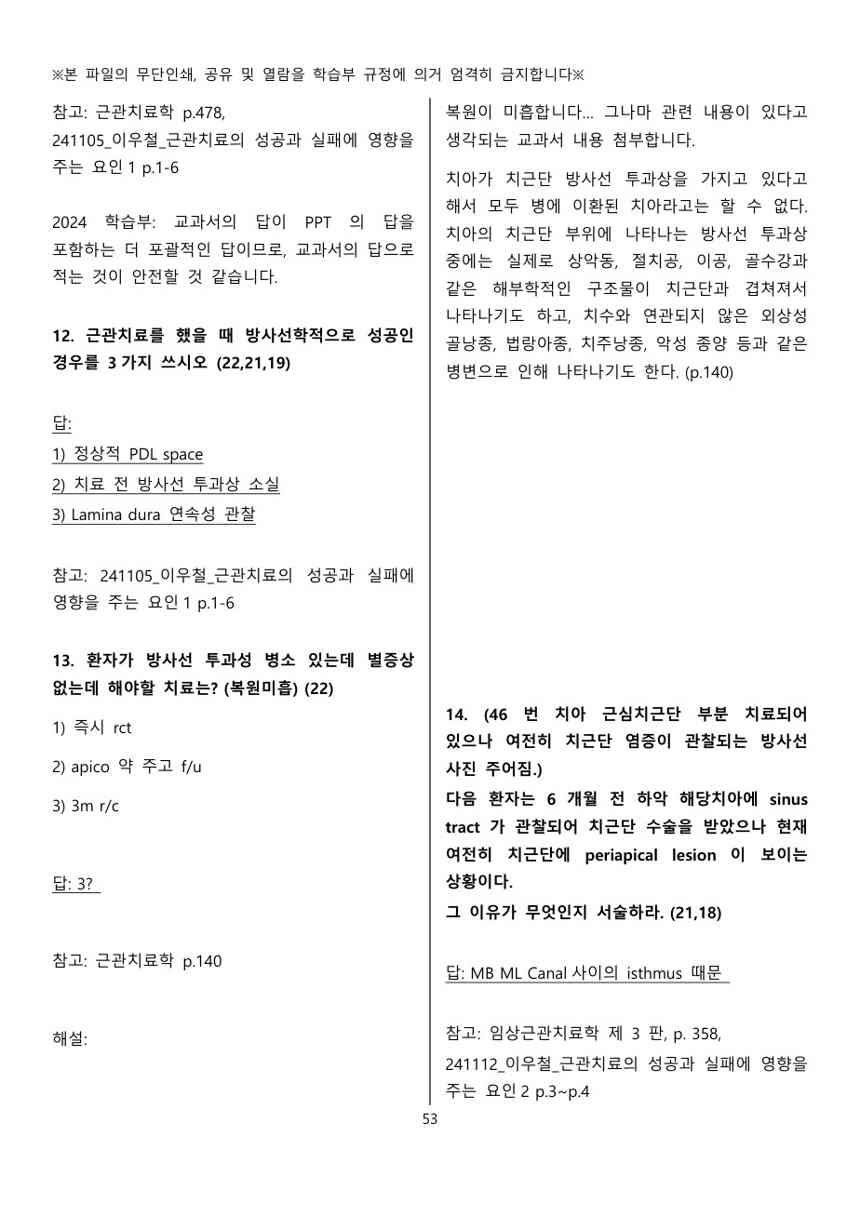 ※본 파일의 무단인쇄, 공유 및 열람을 학습부 규정에 의거 엄격히 금지합니다※
참고: 근관치료학 p.478,
241105_이우철_근관치료의 성공과 실패에 영향을
주는 요인 1 p.1-6
2024 학습부: 교과서의 답이 PPT 의 답을
포함하는 더 포괄적인 답이므로, 교과서의 답으로
적는 것이 안전할 것 같습니다.
12. 근관치료를 했을 때 방사선학적으로 성공인
경우를 3 가지 쓰시오 (22,21,19)
답:
1) 정상적 PDL space
2) 치료 전 방사선 투과상 소실
3) Lamina dura 연속성 관찰
참고: 241105_이우철_근관치료의 성공과 실패에
영향을 주는 요인 1 p.1-6
13. 환자가 방사선 투과성 병소 있는데 별증상
없는데 해야할 치료는? (복원미흡) (22)
1) 즉시 rct
2) apico 약 주고 f/u
3) 3m r/c
답: 3?
참고: 근관치료학 p.140
해설:
복원이 미흡합니다... 그나마 관련 내용이 있다고
생각되는 교과서 내용 첨부합니다.
치아가 치근단 방사선 투과상을 가지고 있다고
해서 모두 병에 이환된 치아라고는 할 수 없다.
치아의 치근단 부위에 나타나는 방사선 투과상
중에는 실제로 상악동, 절치공, 이공, 골수강과
같은 해부학적인 구조물이 치근단과 겹쳐져서
나타나기도 하고, 치수와 연관되지 않은 외상성
골낭종, 법랑아종, 치주낭종, 악성 종양 등과 같은
병변으로 인해 나타나기도 한다. (p.140)
14. (46 번 치아 근심치근단 부분 치료되어
있으나 여전히 치근단 염증이 관찰되는 방사선
사진 주어짐.)
다음 환자는 6 개월 전 하악 해당치아에 sinus
tract 가 관찰되어 치근단 수술을 받았으나 현재
여전히 치근단에 periapical lesion 이 보이는
상황이다.
그 이유가 무엇인지 서술하라. (21,18)
답: MB ML Canal 사이의 isthmus 때문
참고: 임상근관치료학 제 3 판, p. 358,
241112_이우철_근관치료의 성공과 실패에 영향을
주는 요인 2 p.3~p.4
53